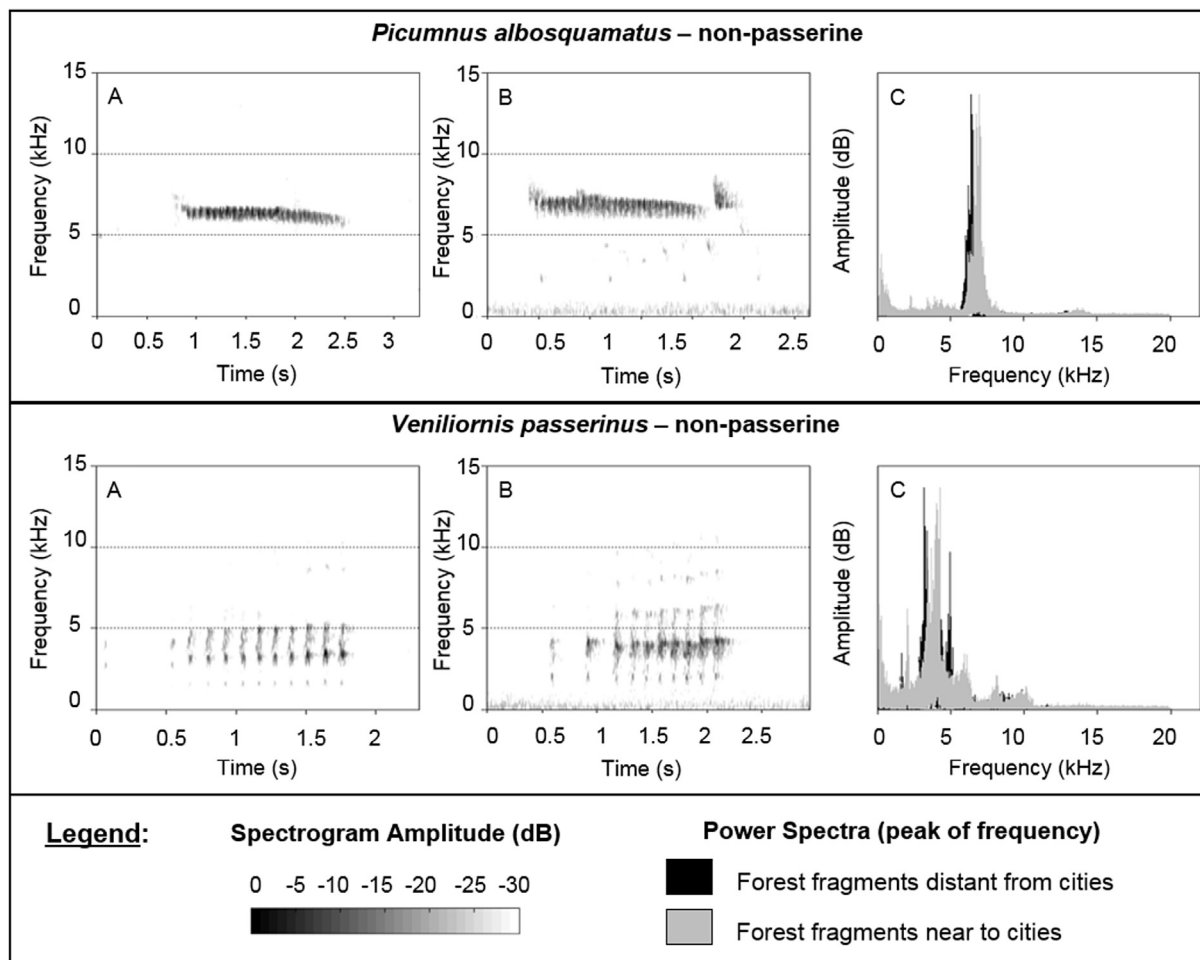 Picumnus albosquamatus – non-passerine
A
15
10
5
0
Frequency (kHz)
0 0.5 1 1.5 2 2.5 3
Time (s)
B
15
10
5
0
Frequency (kHz)
0 0.5 1 1.5 2 2.5
Time (s)
C
Amplitude (dB)
0 5 10 15 20
Frequency (kHz)
Veniliornis passerinus – non-passerine
A
15
10
5
0
Frequency (kHz)
0 0.5 1 1.5 2
Time (s)
B
15
10
5
0
Frequency (kHz)
0 0.5 1 1.5 2 2.5
Time (s)
C
Amplitude (dB)
0 5 10 15 20
Frequency (kHz)
Legend:
Spectrogram Amplitude (dB)
0 -5 -10 -15 -20 -25 -30
Power Spectra (peak of frequency)
Forest fragments distant from cities
Forest fragments near to cities